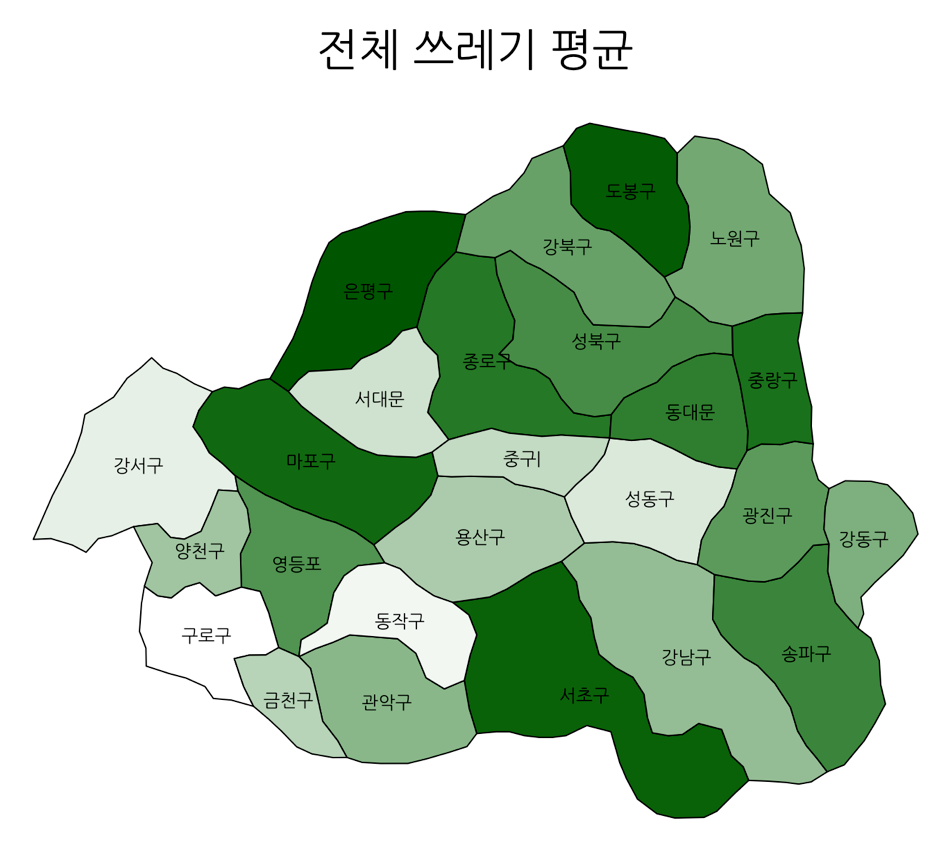 전체 쓰레기 평균
도봉구
노원구
강북구
은평구
성북구
종로구
중랑구
서대문
동대문
중구ㅣ
마포구
강서구
성동구
광진구
용산구
강동구
양천구
영등포
동작구
구로구
강남구
송파구
서초구
금천구
관악구